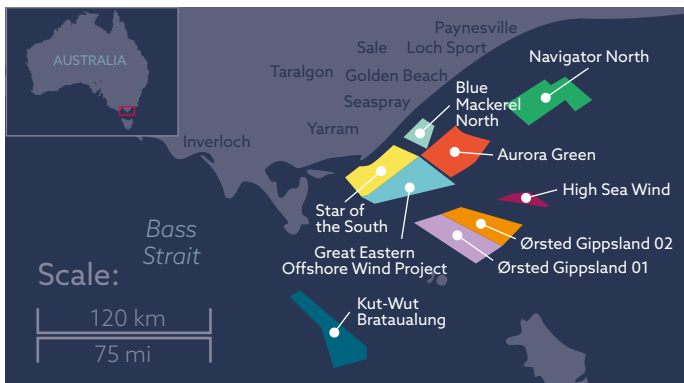 AUSTRALIA
Paynesville
Sale
Loch Sport
Navigator North
Taralgon
Golden Beach
Blue
Mackerel
North
Seaspray
Yarram
Inverloch
Aurora Green
High Sea Wind
Star of
the South
Bass
Strait
Ørsted Gippsland 02
Great Eastern
Offshore Wind Project
Ørsted Gippsland 01
Scale:
120 km
75 mi
Kut-Wut
Brataualung